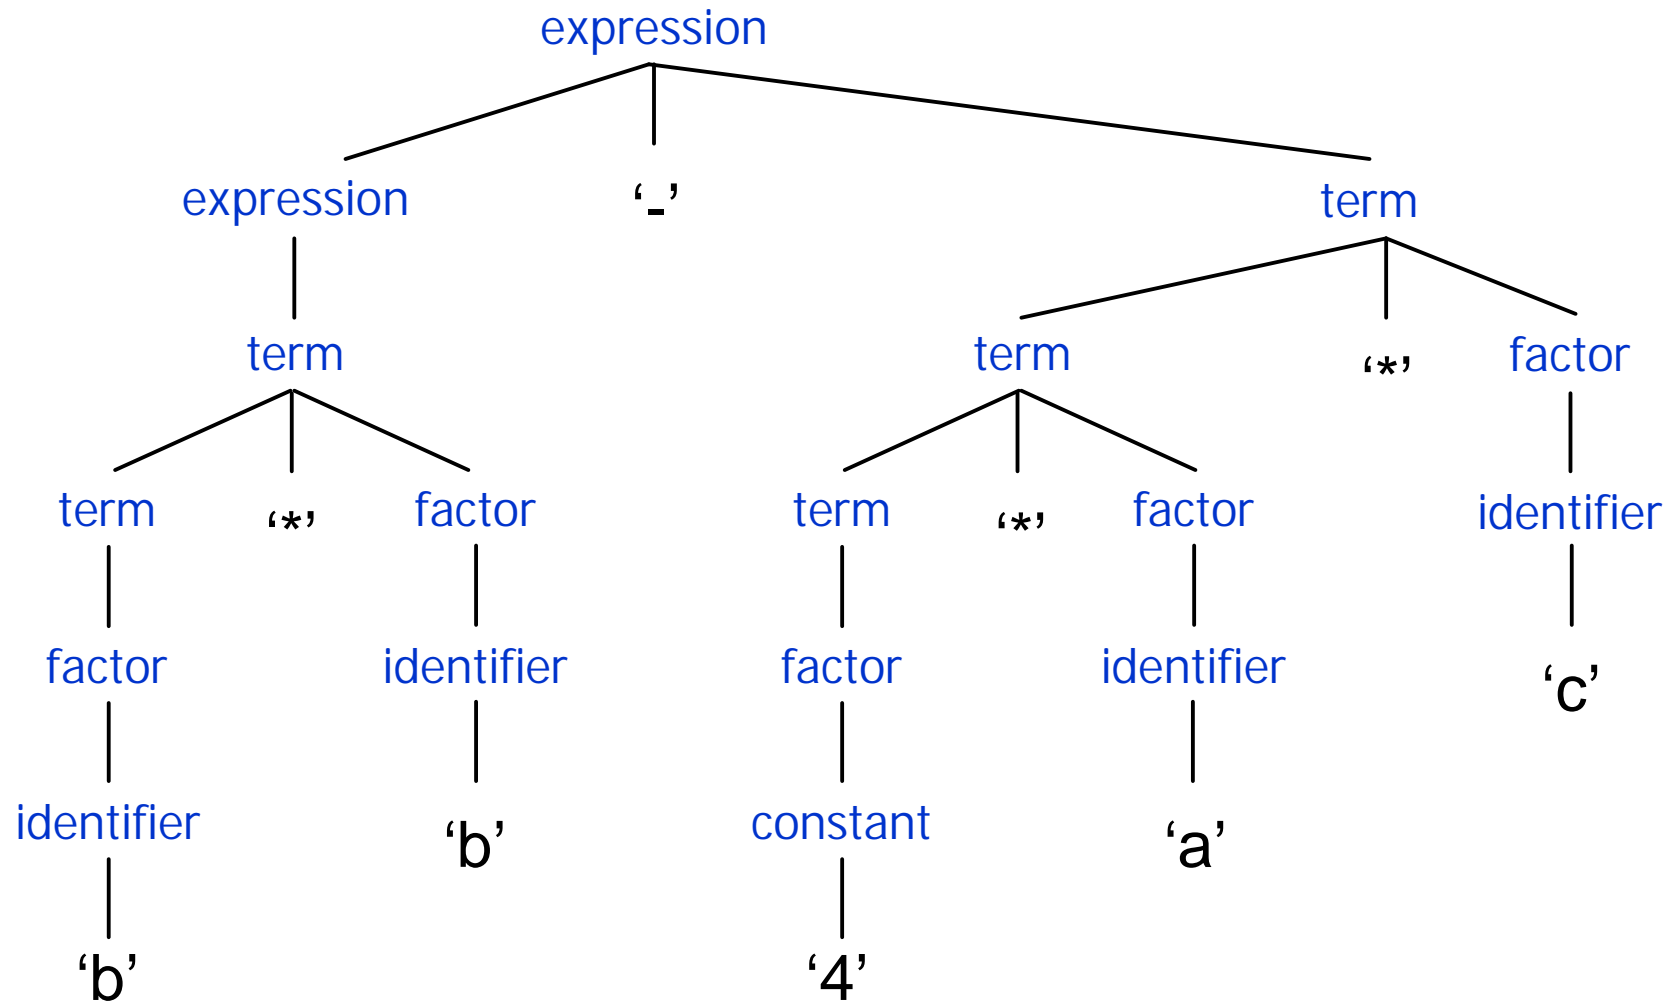 expression
expression ‘-’ term
term term ‘*’ factor
term ‘*’ factor term ‘*’ factor identifier
factor identifier factor identifier ‘c’
identifier ‘b’ constant ‘a’
‘b’ ‘4’